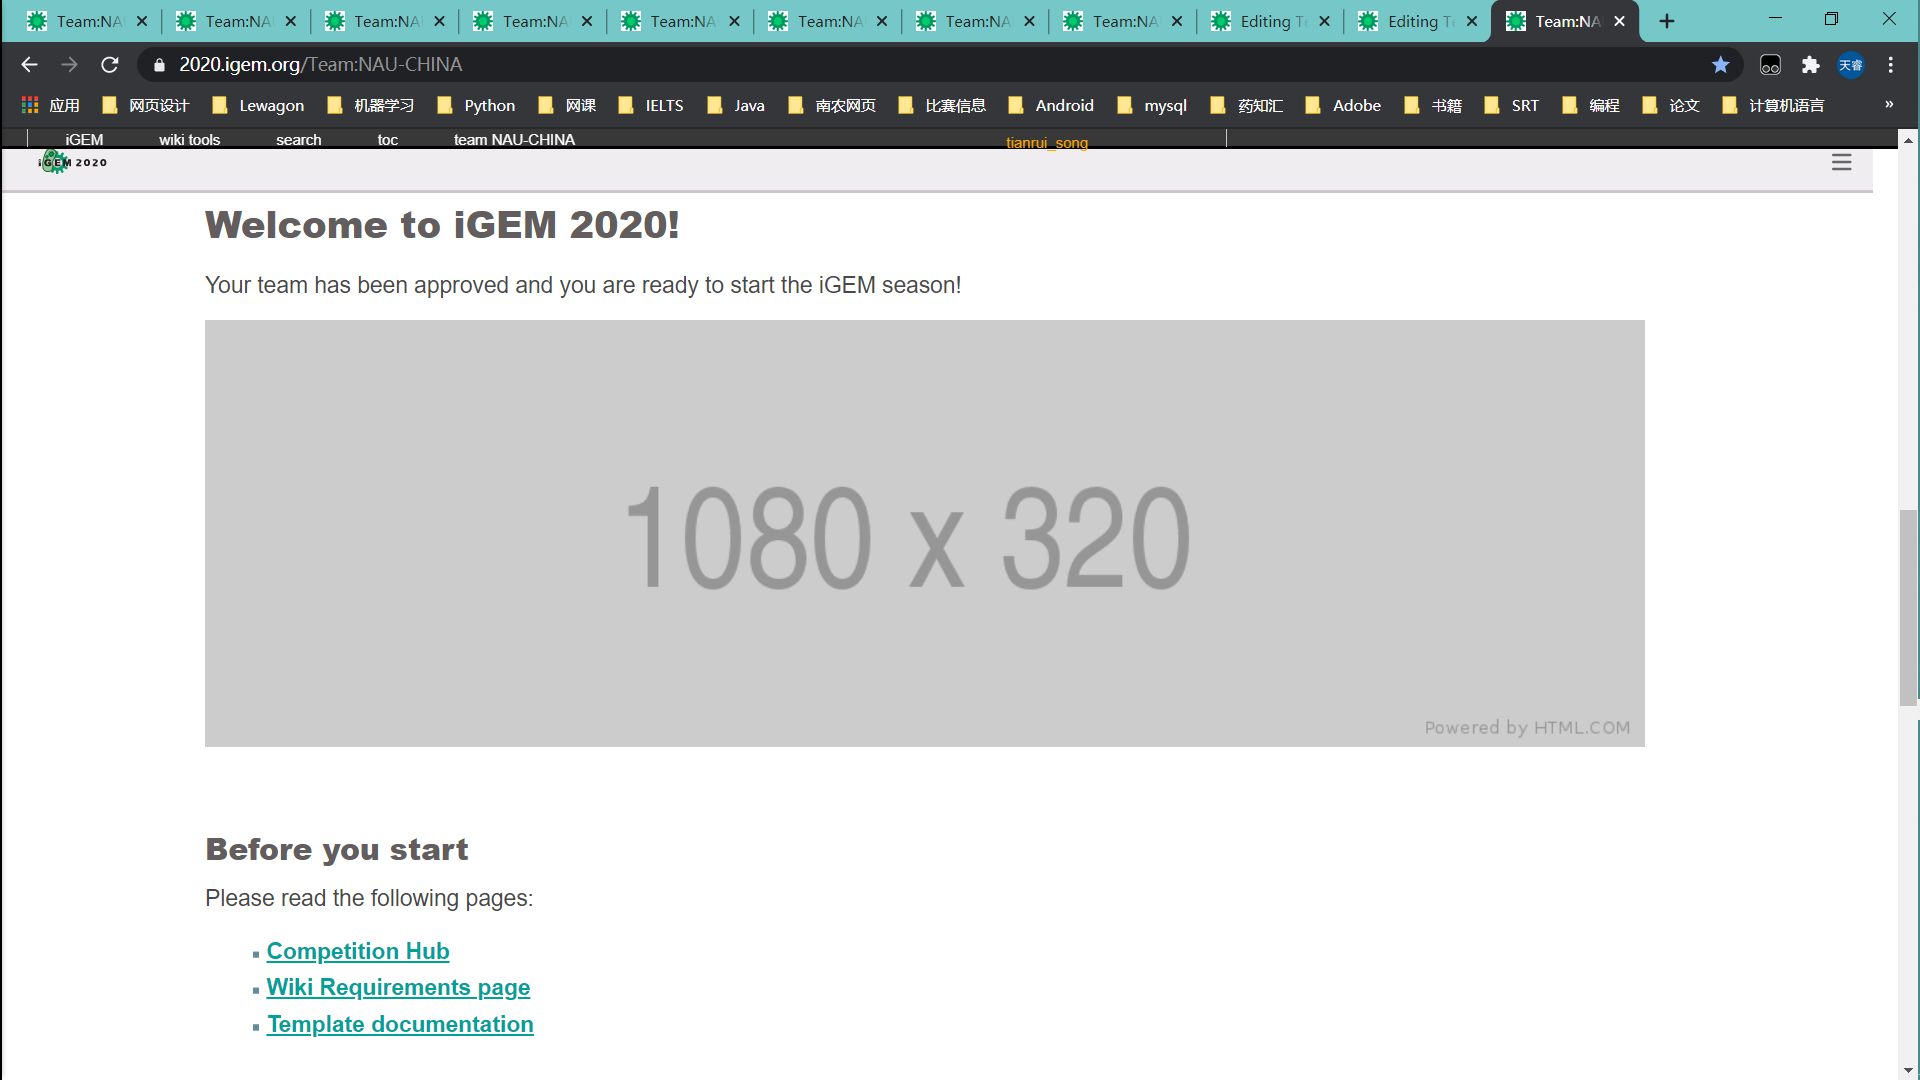 Team:NA
Team:NA
Team:NA
Team:NA
Team:NA
Team:NA
Team:NA
Team:NA
Editing Te
Editing Te
Team:NA
2020.igem.org/Team:NAU-CHINA
天睿
应用 网页设计 Lewagon 机器学习 Python 网课 IELTS Java 南农网页 比赛信息 Android mysql 药知汇 Adobe 书籍 SRT 编程 论文 计算机语言 »
iGEM wiki tools search toc team NAU-CHINA tianrui_song
iGEM 2020
Welcome to iGEM 2020!
Your team has been approved and you are ready to start the iGEM season!
1080 x 320
Powered by HTML.COM
Before you start
Please read the following pages:
Competition Hub
Wiki Requirements page
Template documentation